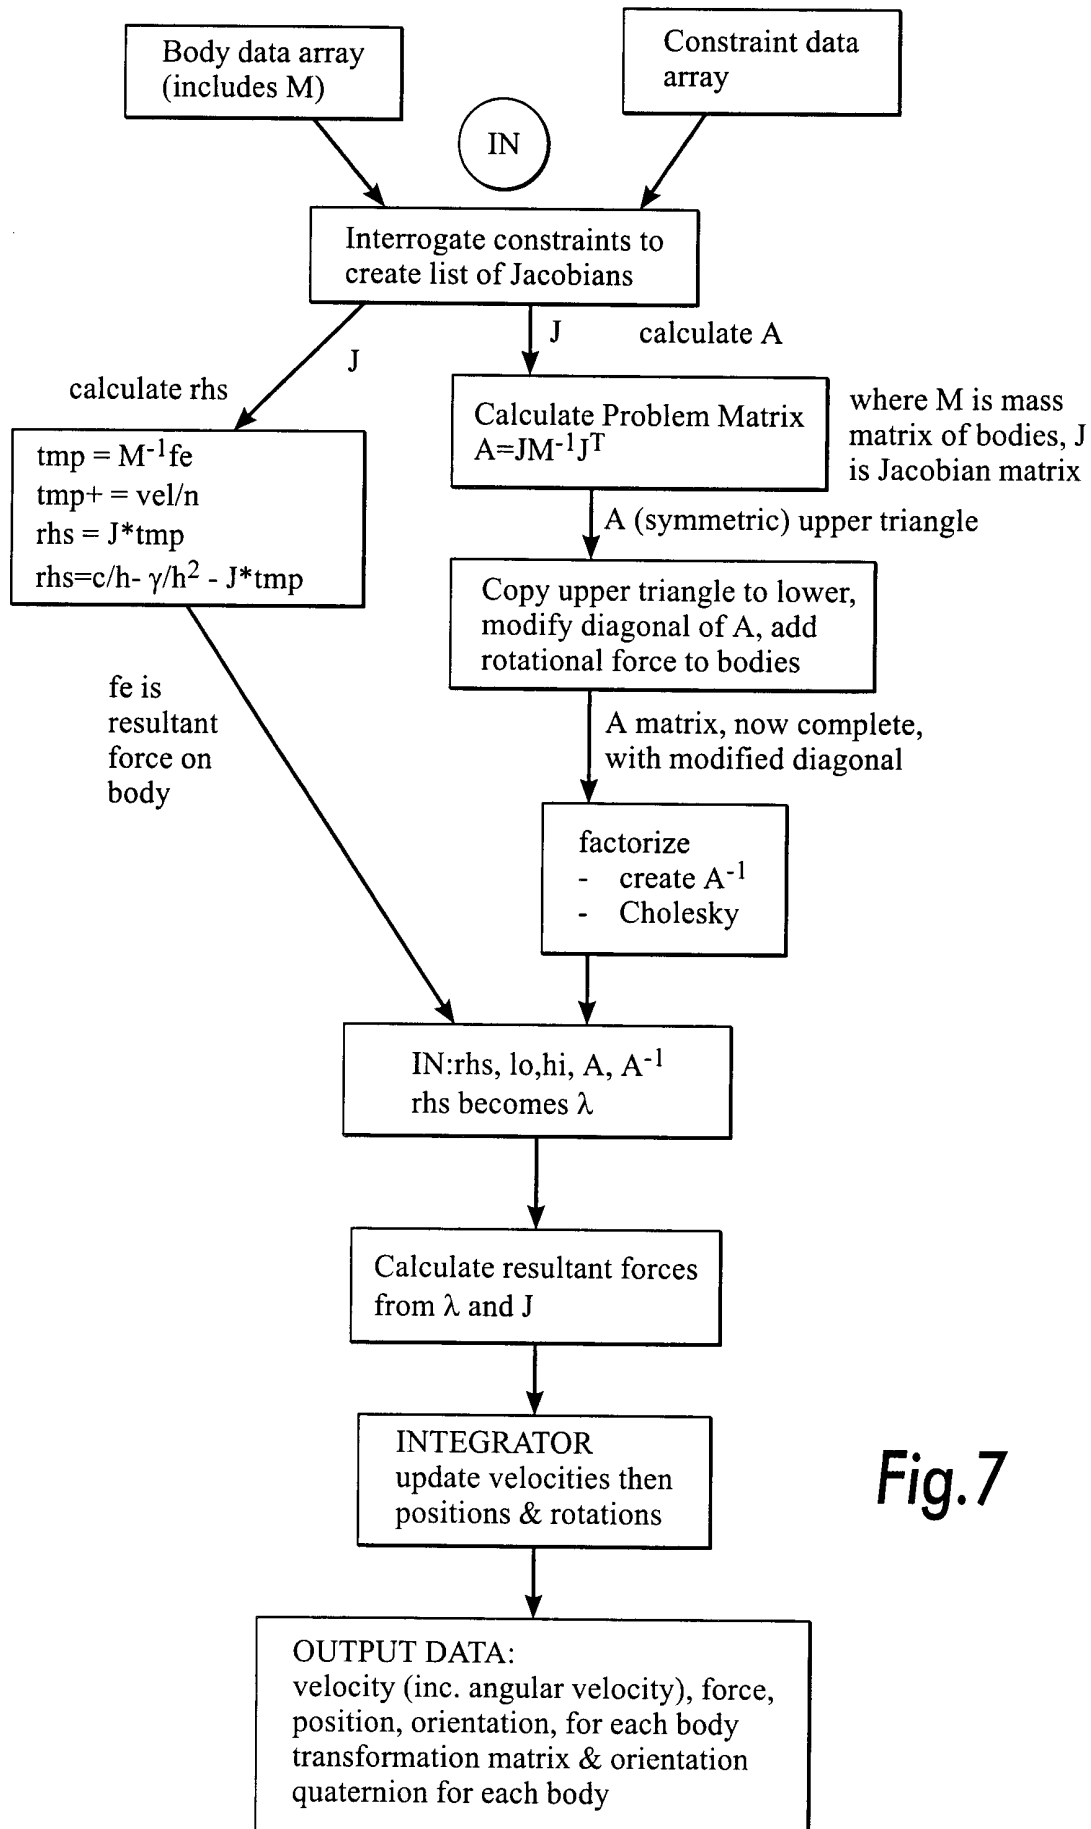 Body data array
(includes M)
Constraint data
array
IN
Interrogate constraints to
create list of Jacobians
J
J
calculate A
calculate rhs
tmp = M⁻¹fe
tmp+ = vel/n
rhs = J*tmp
rhs=c/h- γ/h² - J*tmp
Calculate Problem Matrix
A=JM⁻¹Jᵀ
where M is mass
matrix of bodies, J
is Jacobian matrix
A (symmetric) upper triangle
Copy upper triangle to lower,
modify diagonal of A, add
rotational force to bodies
fe is
resultant
force on
body
A matrix, now complete,
with modified diagonal
factorize
- create A⁻¹
- Cholesky
IN:rhs, lo,hi, A, A⁻¹
rhs becomes λ
Calculate resultant forces
from λ and J
INTEGRATOR
update velocities then
positions & rotations
Fig.7
OUTPUT DATA:
velocity (inc. angular velocity), force,
position, orientation, for each body
transformation matrix & orientation
quaternion for each body